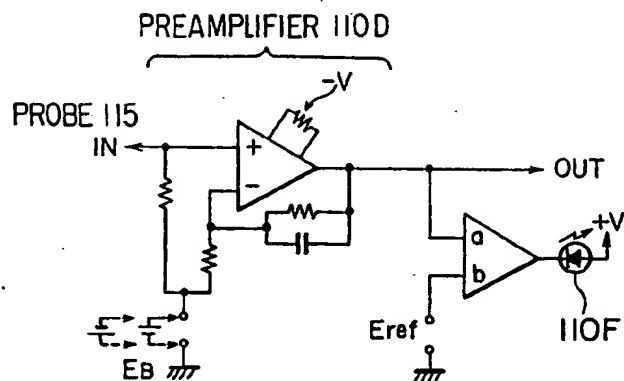 PREAMPLIFIER 110D
-V
PROBE 115
IN
+
-
OUT
+V
a
b
Eref
110F
EB